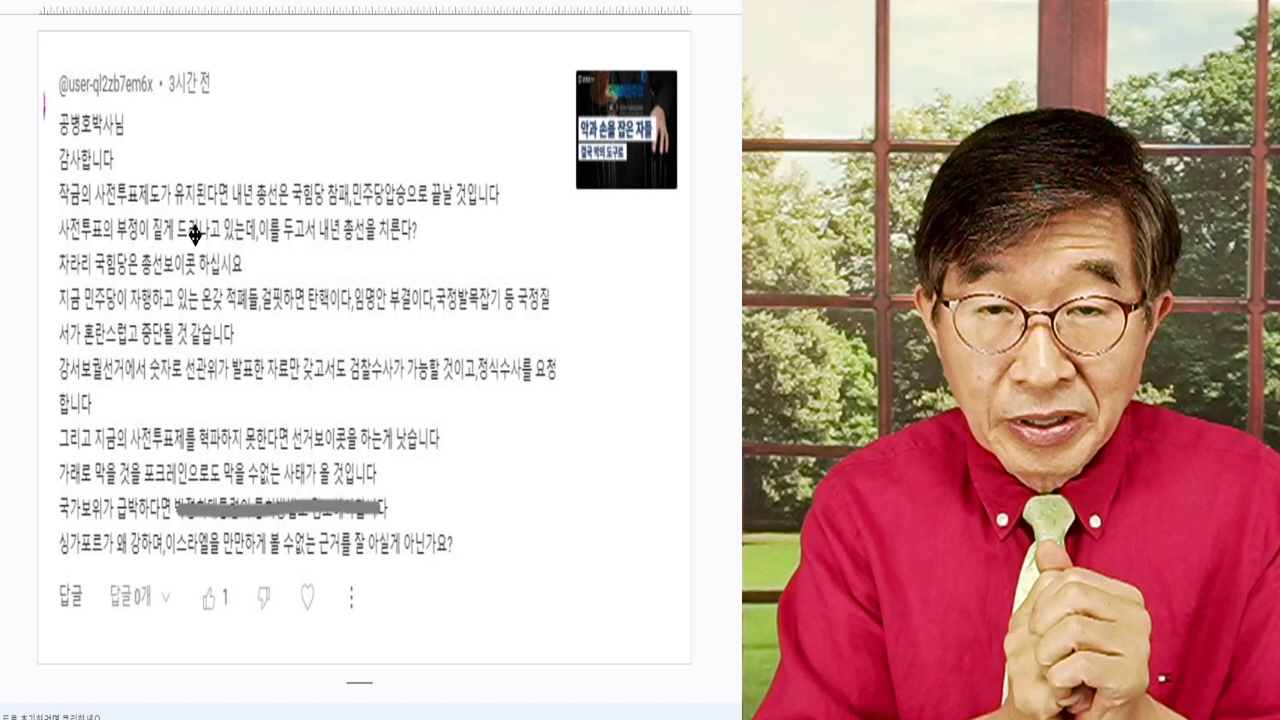 @user-ql2zb7em6x • 3시간 전
공병호박사님
감사합니다
작금의 사전투표제도가 유지된다면 내년 총선은 국힘당 참패,민주당압승으로 끝날 것입니다
사전투표의 부정이 짙게 드러나고 있는데,이를 두고서 내년 총선을 치른다?
차라리 국힘당은 총선보이콧 하십시요
지금 민주당이 자행하고 있는 온갖 적폐들,걸핏하면 탄핵이다,임명안 부결이다,국정발목잡기 등 국정질
서가 혼란스럽고 중단될 것 같습니다
강서보궐선거에서 숫자로 선관위가 발표한 자료만 갖고서도 검찰수사가 가능할 것이고,정식수사를 요청
합니다
그리고 지금의 사전투표제를 혁파하지 못한다면 선거보이콧을 하는게 낫습니다
가래로 막을 것을 포크레인으로도 막을 수없는 사태가 올 것입니다
국가보위가 급박하다면
싱가포르가 왜 강하며,이스라엘을 만만하게 볼 수없는 근거를 잘 아실게 아닌가요?
답글 답글 0개 1
악과 손을 잡은 자들
결국 악의 도구로